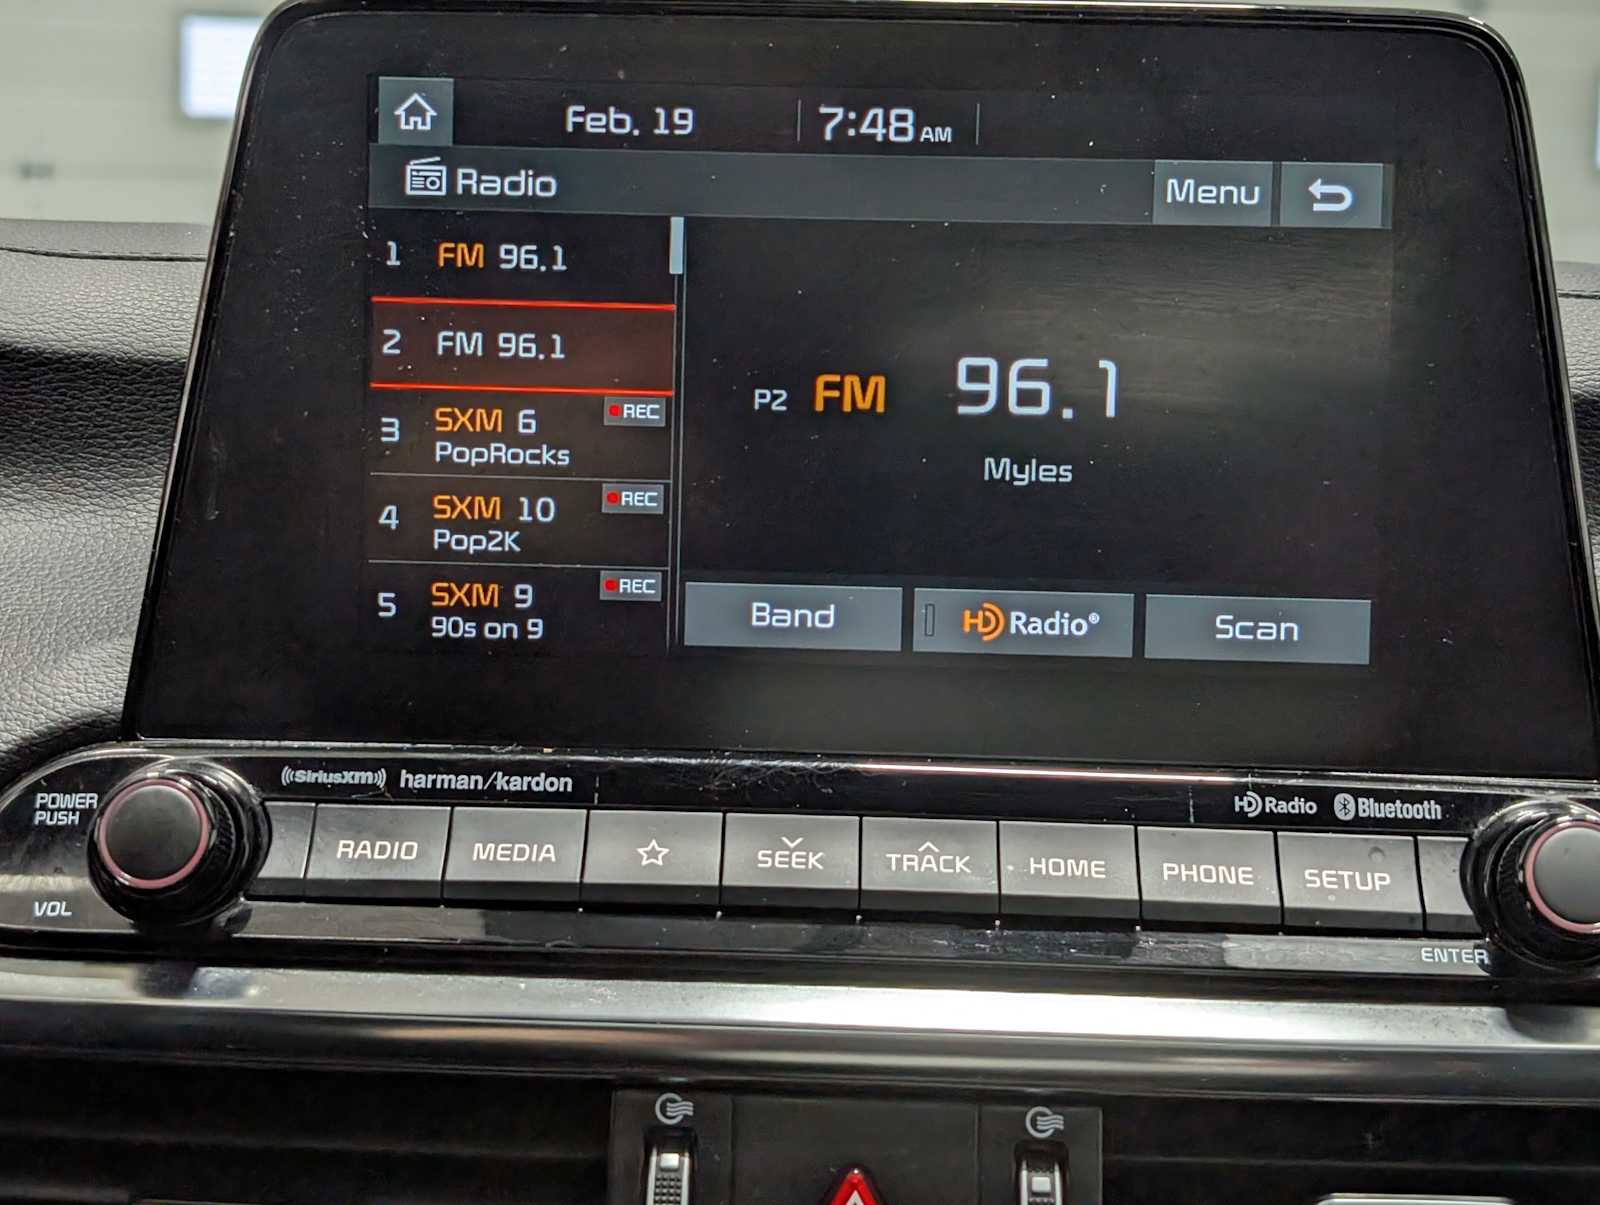 Feb. 19 7:48 AM
Radio Menu
1 FM 96.1
2 FM 96.1
3 SXM 6 REC
PopRocks
4 SXM 10 REC
Pop2K
5 SXM 9 REC
90s on 9
P2 FM 96.1
Myles
Band HD Radio® Scan
((SiriusXM)) harman/kardon HD Radio Bluetooth
POWER
PUSH
VOL
RADIO MEDIA SEEK TRACK HOME PHONE SETUP
ENTER